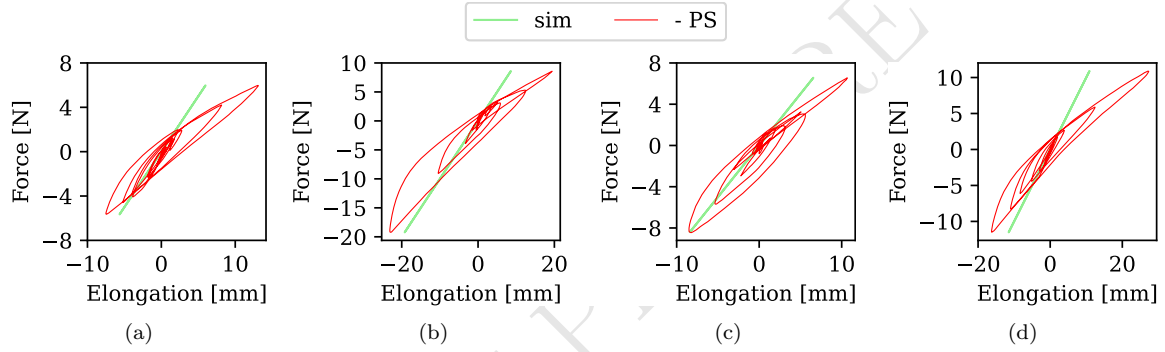 sim - PS
8 10 8 10
5
4 4 5
0
0 −5 0 0
−10 −5
−4 −4
−15 −10
−8 −20 −8
−10 0 10 −20 0 20 −10 0 10 −20 0 20
Force [N] Force [N] Force [N] Force [N]
Elongation [mm] Elongation [mm] Elongation [mm] Elongation [mm]
(a) (b) (c) (d)